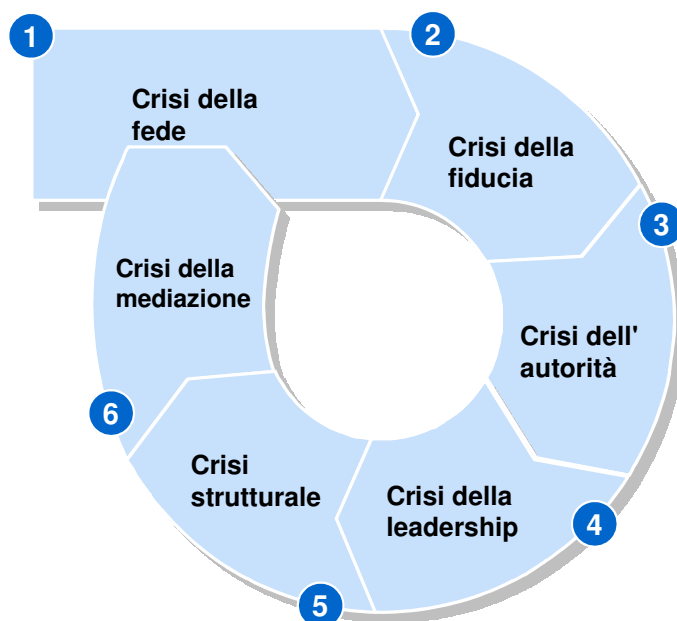 1
Crisi della
fede
2
Crisi della
fiducia
3
Crisi dell'
autorità
4
Crisi della
leadership
5
Crisi
strutturale
6
Crisi della
mediazione